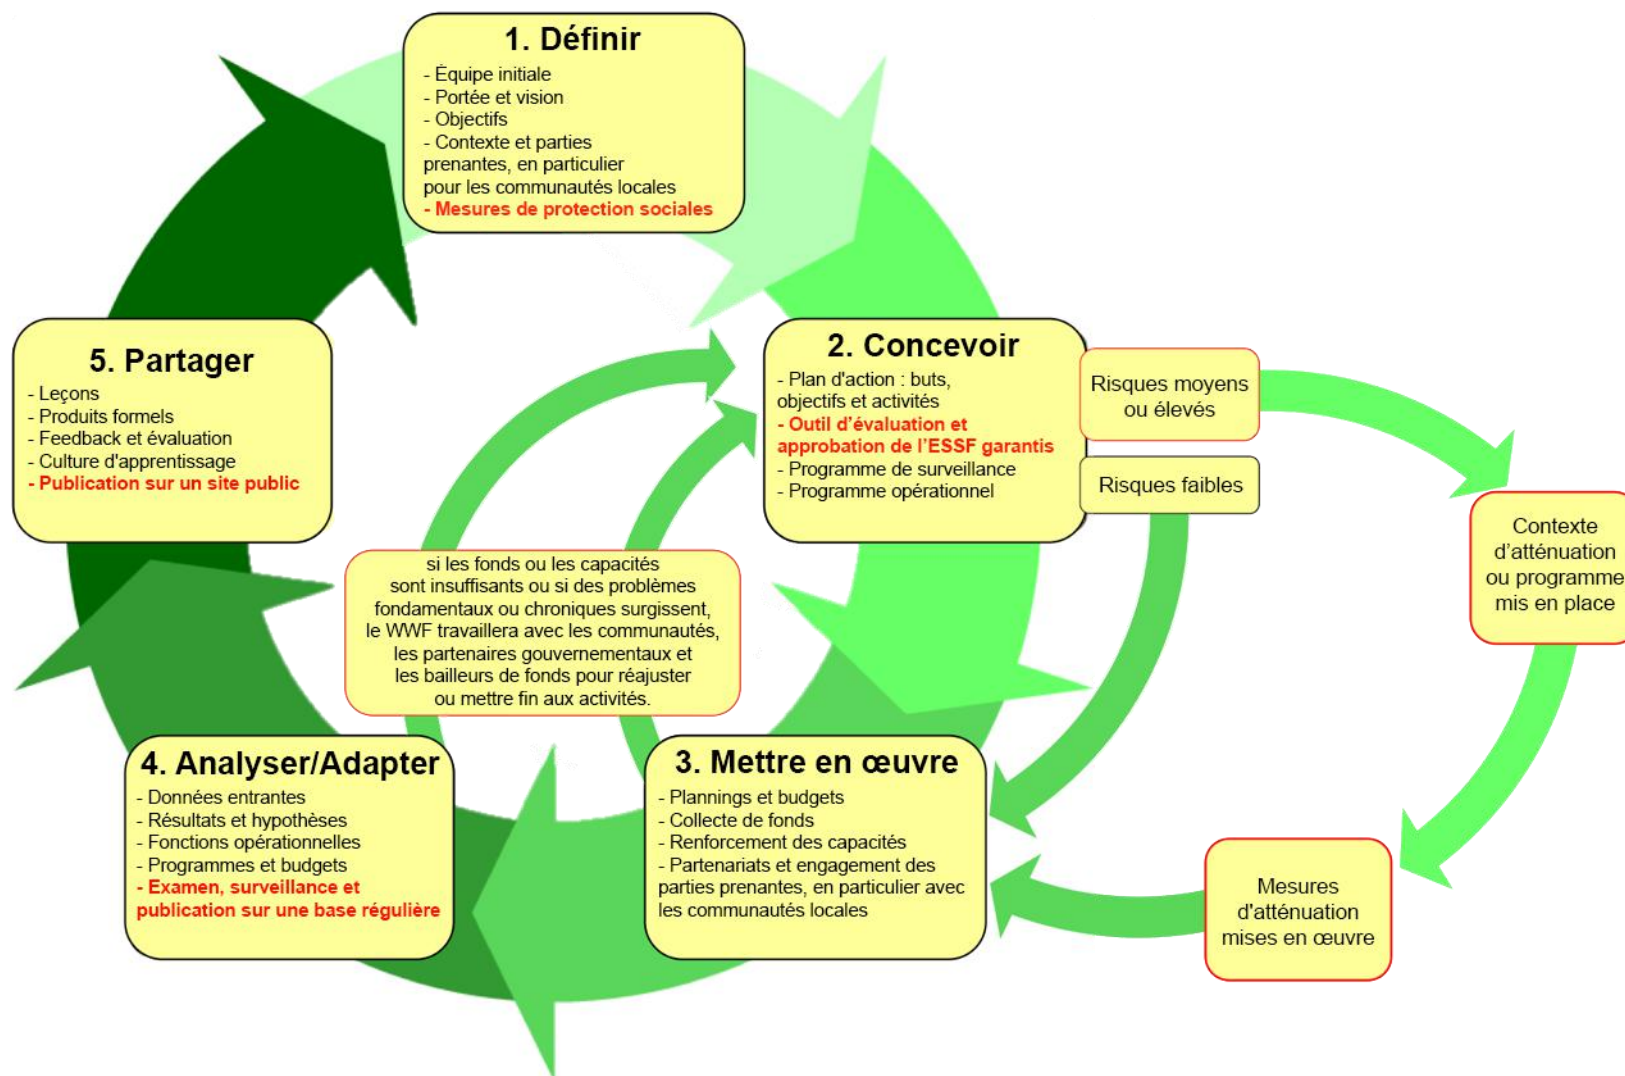 1. Définir
- Équipe initiale
- Portée et vision
- Objectifs
- Contexte et parties
prenantes, en particulier
pour les communautés locales
- Mesures de protection sociales
2. Concevoir
- Plan d'action : buts,
objectifs et activités
- Outil d'évaluation et
approbation de l'ESSF garantis
- Programme de surveillance
- Programme opérationnel
Risques moyens
ou élevés
Risques faibles
Contexte
d'atténuation
ou programme
mis en place
Mesures
d'atténuation
mises en œuvre
3. Mettre en œuvre
- Plannings et budgets
- Collecte de fonds
- Renforcement des capacités
- Partenariats et engagement des
parties prenantes, en particulier avec
les communautés locales
si les fonds ou les capacités
sont insuffisants ou si des problèmes
fondamentaux ou chroniques surgissent,
le WWF travaillera avec les communautés,
les partenaires gouvernementaux et
les bailleurs de fonds pour réajuster
ou mettre fin aux activités.
4. Analyser/Adapter
- Données entrantes
- Résultats et hypothèses
- Fonctions opérationnelles
- Programmes et budgets
- Examen, surveillance et
publication sur une base régulière
5. Partager
- Leçons
- Produits formels
- Feedback et évaluation
- Culture d'apprentissage
- Publication sur un site public